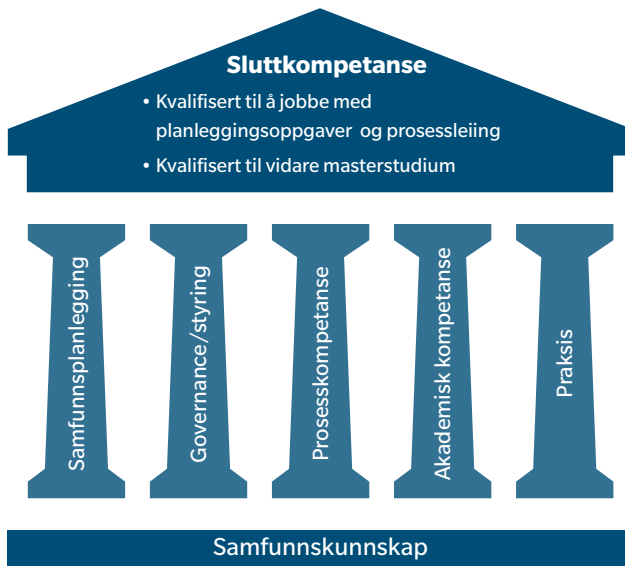 Sluttkompetanse
• Kvalifisert til å jobbe med
planleggingsoppgaver og prosessleiing
• Kvalifisert til vidare masterstudium
Samfunnsplanlegging
Governance/styring
Prosesskompetanse
Akademisk kompetanse
Praksis
Samfunnskunnskap